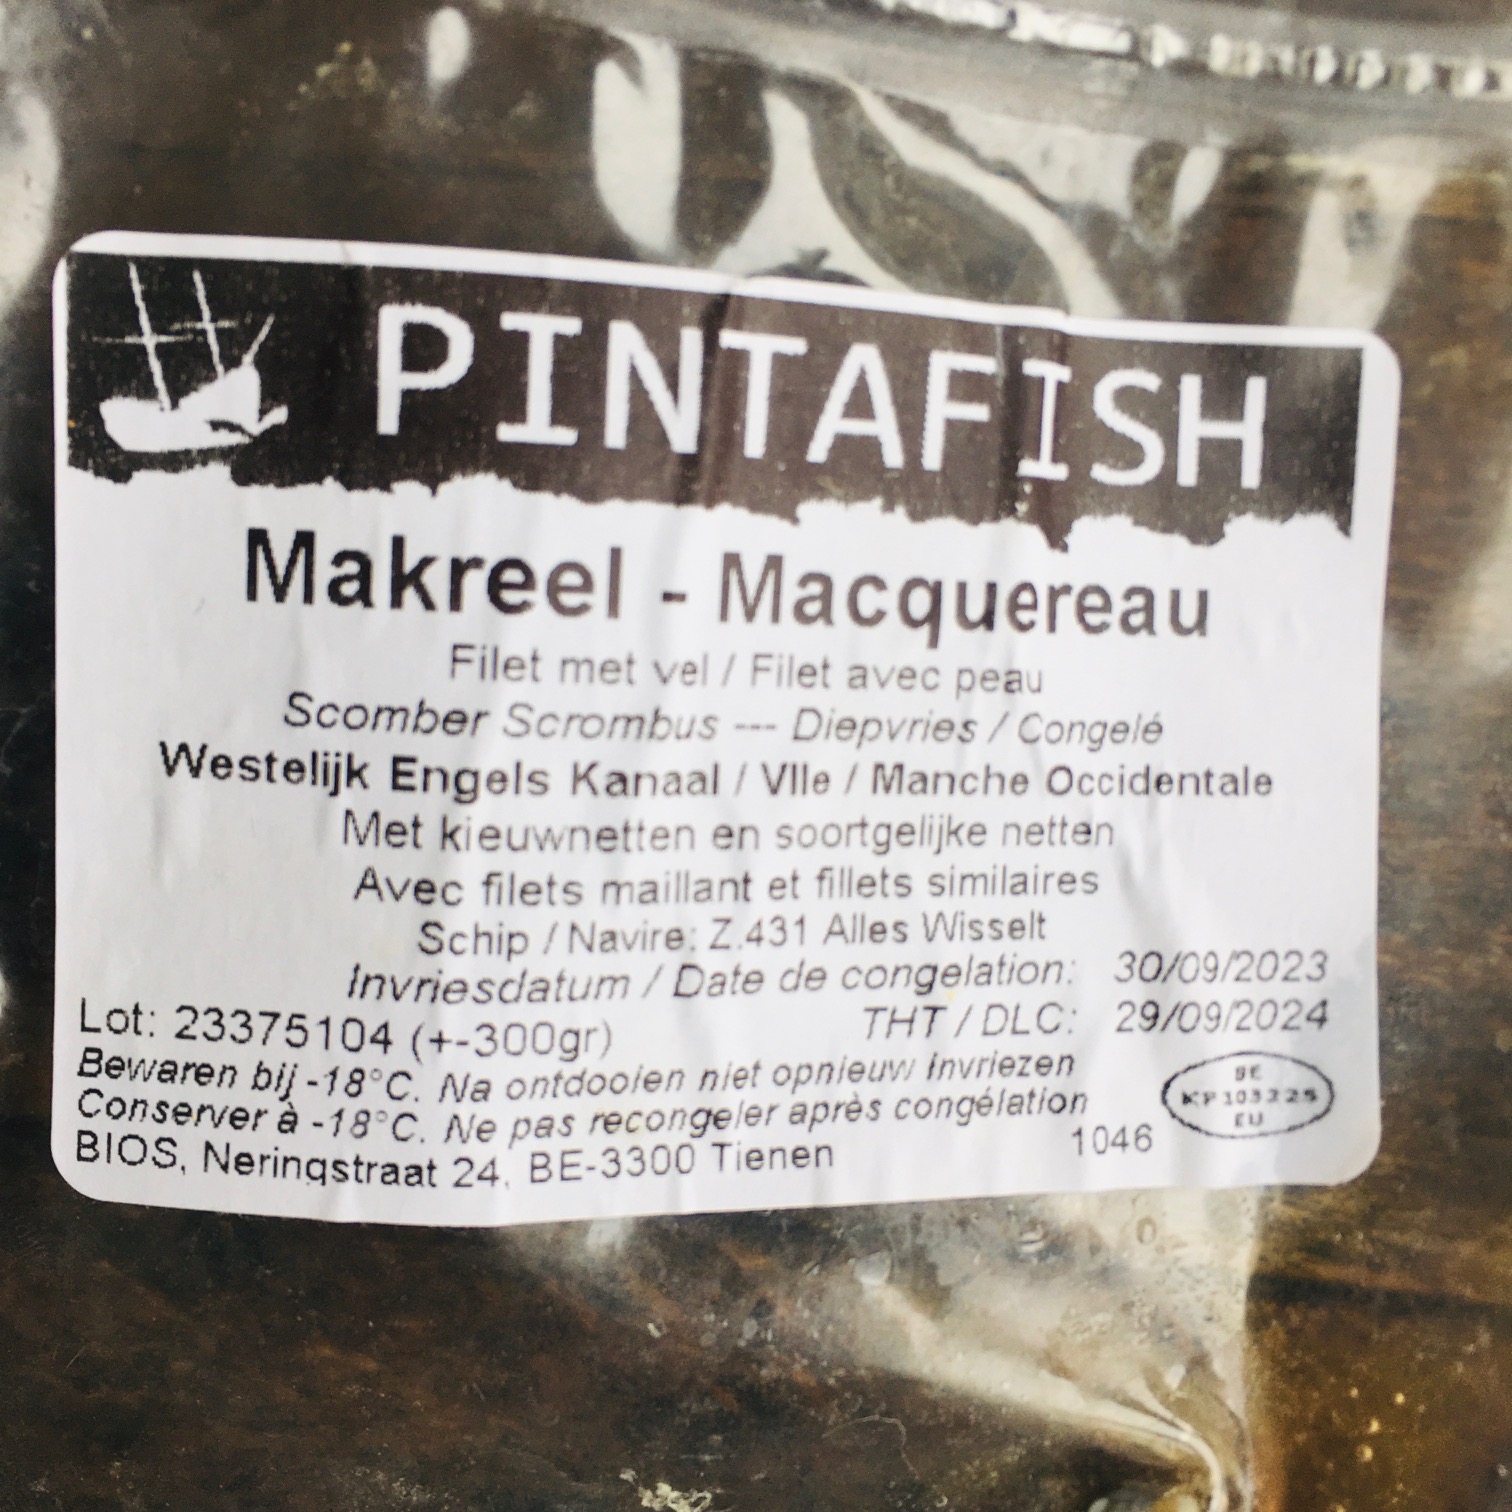 PINTAFISH
Makreel - Macquereau
Filet met vel / Filet avec peau
Scomber Scrombus --- Diepvries / Congelé
Westelijk Engels Kanaal / VIIe / Manche Occidentale
Met kieuwnetten en soortgelijke netten
Avec filets maillant et fillets similaires
Schip / Navire: Z.431 Alles Wisselt
Invriesdatum / Date de congelation: 30/09/2023
Lot: 23375104 (+-300gr) THT / DLC: 29/09/2024
Bewaren bij -18°C. Na ontdooien niet opnieuw invriezen
Conserver à -18°C. Ne pas recongeler après congélation
BIOS, Neringstraat 24, BE-3300 Tienen
1046
BE
KP 103225
EU